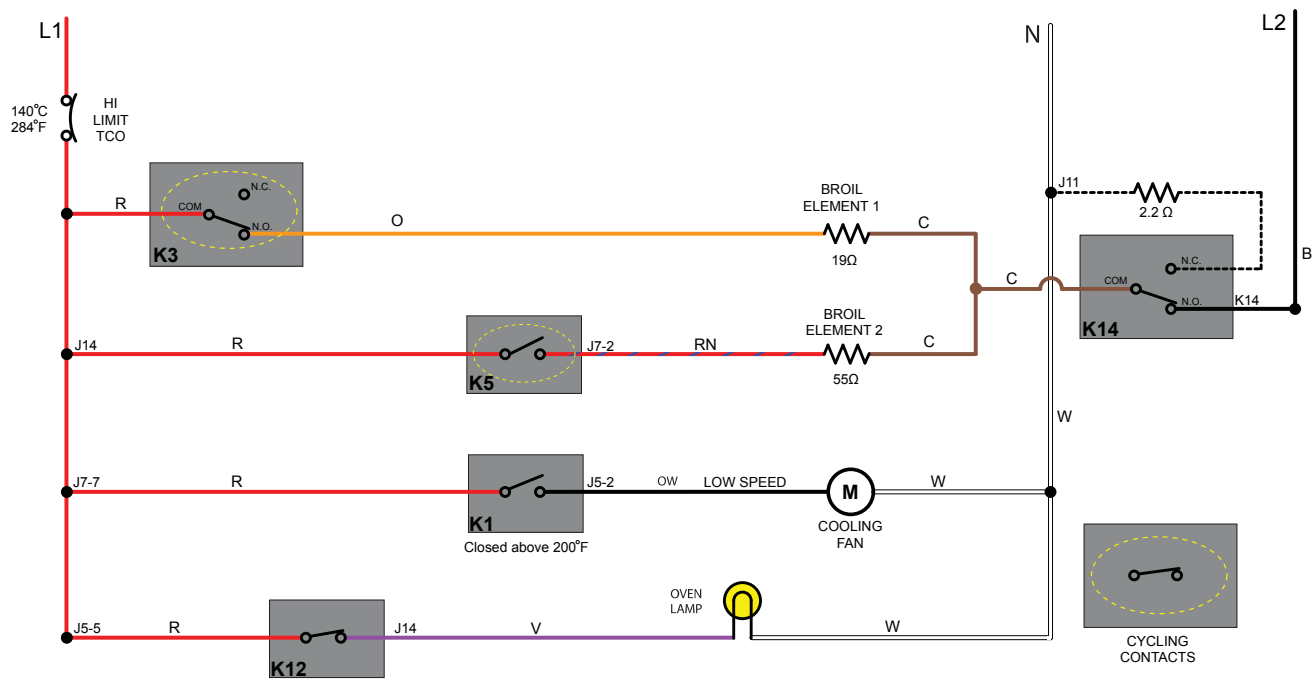 L1
N
L2
140°C
284°F
HI
LIMIT
TCO
R
COM
N.C.
N.O.
K3
O
BROIL
ELEMENT 1
19Ω
C
J11
2.2 Ω
C
COM
N.C.
N.O.
K14
K14
B
J14
R
K5
J7-2
RN
BROIL
ELEMENT 2
55Ω
C
W
J7-7
R
K1
Closed above 200°F
J5-2
OW
LOW SPEED
M
COOLING
FAN
W
J5-5
R
K12
J14
V
OVEN
LAMP
W
CYCLING
CONTACTS